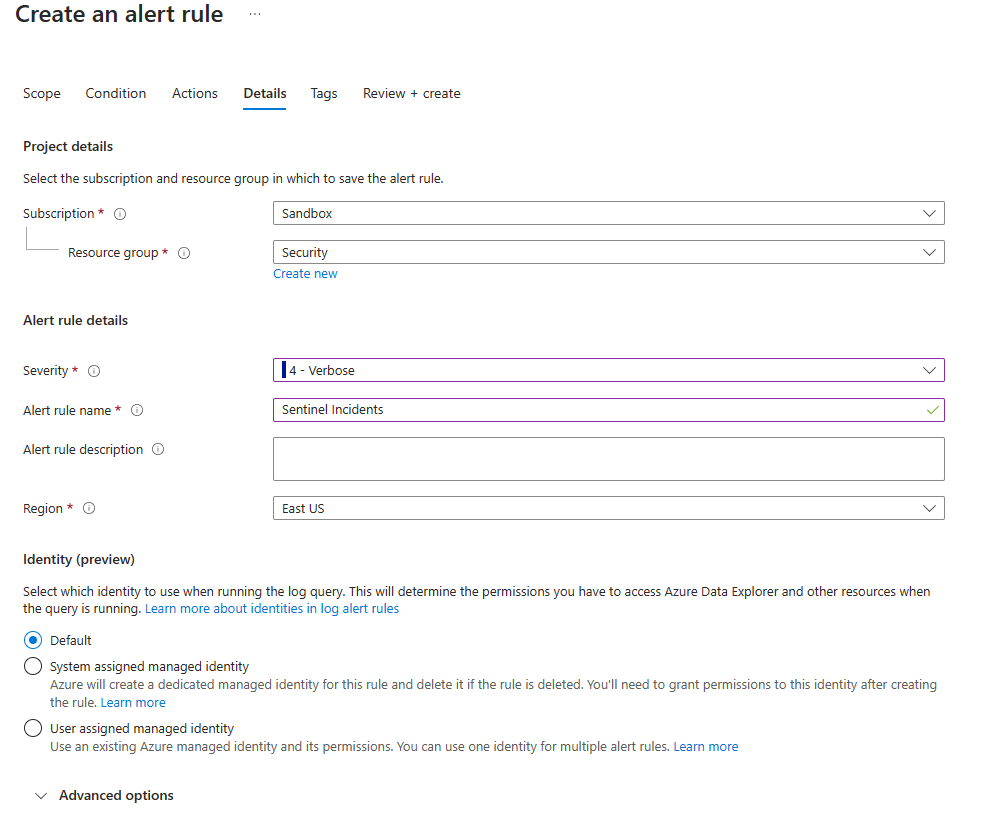 Create an alert rule ...
Scope Condition Actions Details Tags Review + create
Project details
Select the subscription and resource group in which to save the alert rule.
Subscription * Sandbox
Resource group * Security
Create new
Alert rule details
Severity * 4 - Verbose
Alert rule name * Sentinel Incidents
Alert rule description
Region * East US
Identity (preview)
Select which identity to use when running the log query. This will determine the permissions you have to access Azure Data Explorer and other resources when
the query is running. Learn more about identities in log alert rules
Default
System assigned managed identity
Azure will create a dedicated managed identity for this rule and delete it if the rule is deleted. You'll need to grant permissions to this identity after creating
the rule. Learn more
User assigned managed identity
Use an existing Azure managed identity and its permissions. You can use one identity for multiple alert rules. Learn more
Advanced options